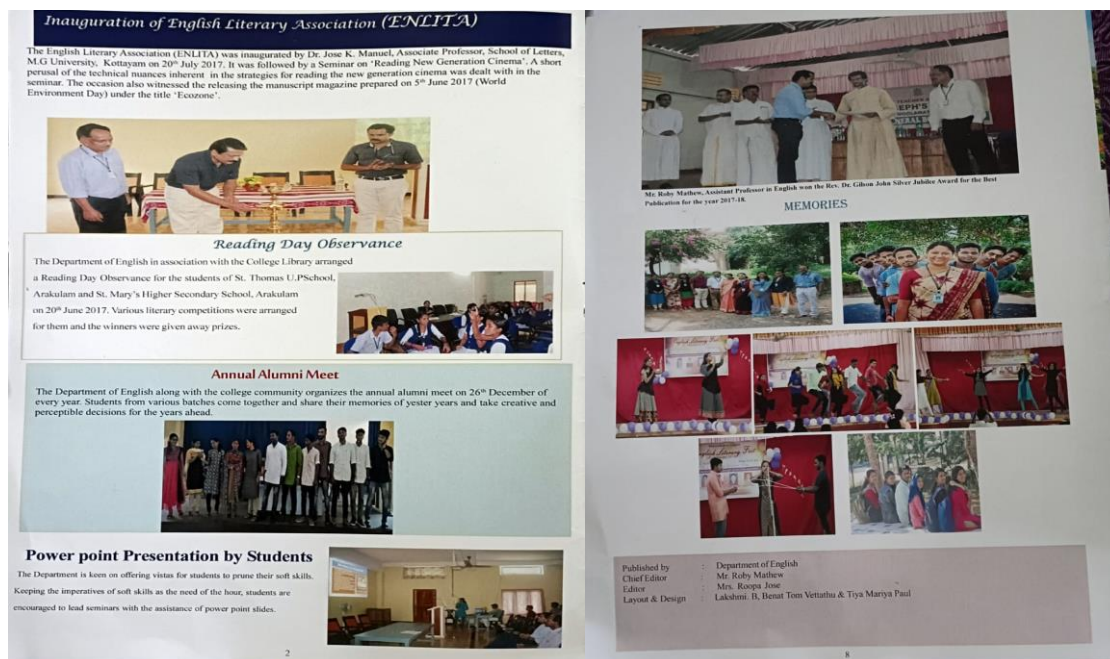 Inauguration of English Literary Association (ENLITA)
The English Literary Association (ENLITA) was inaugurated by Dr. Jose K. Manuel, Associate Professor, School of Letters,
M.G University, Kottayam on 20th July 2017. It was followed by a Seminar on ‘Reading New Generation Cinema’. A short
perusal of the technical nuances inherent in the strategies for reading the new generation cinema was dealt with in the
seminar. The occasion also witnessed the releasing the manuscript magazine prepared on 5th June 2017 (World
Environment Day) under the title ‘Ecozone’.
Reading Day Observance
The Department of English in association with the College Library arranged
a Reading Day Observance for the students of St. Thomas U.PSchool,
Arakulam and St. Mary’s Higher Secondary School, Arakulam
on 20th June 2017. Various literary competitions were arranged
for them and the winners were given away prizes.
Annual Alumni Meet
The Department of English along with the college community organizes the annual alumni meet on 26th December of
every year. Students from various batches come together and share their memories of yester years and take creative and
perceptible decisions for the years ahead.
Power point Presentation by Students
The Department is keen on offering vistas for students to prune their soft skills.
Keeping the imperatives of soft skills as the need of the hour, students are
encouraged to lead seminars with the assistance of power point slides.
2
EPH'S
Mr. Roby Mathew, Assistant Professor in English won the Rev. Dr. Gilson John Silver Jubilee Award for the Best
Publication for the year 2017-18.
MEMORIES
nglish Literary Fest
Published by : Department of English
Chief Editor : Mr. Roby Mathew
Editor : Mrs. Roopa Jose
Layout & Design : Lakshmi. B, Benat Tom Vettathu & Tiya Mariya Paul
8